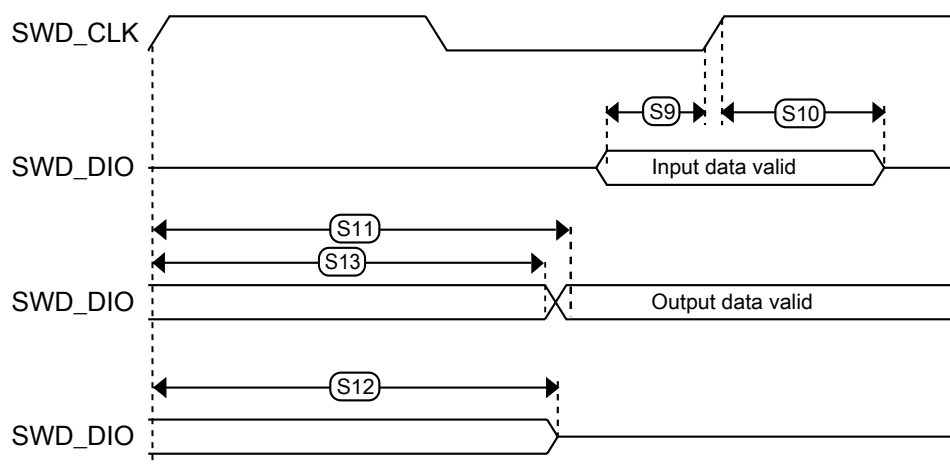 SWD_CLK
S9
S10
SWD_DIO
Input data valid
S11
S13
SWD_DIO
Output data valid
S12
SWD_DIO